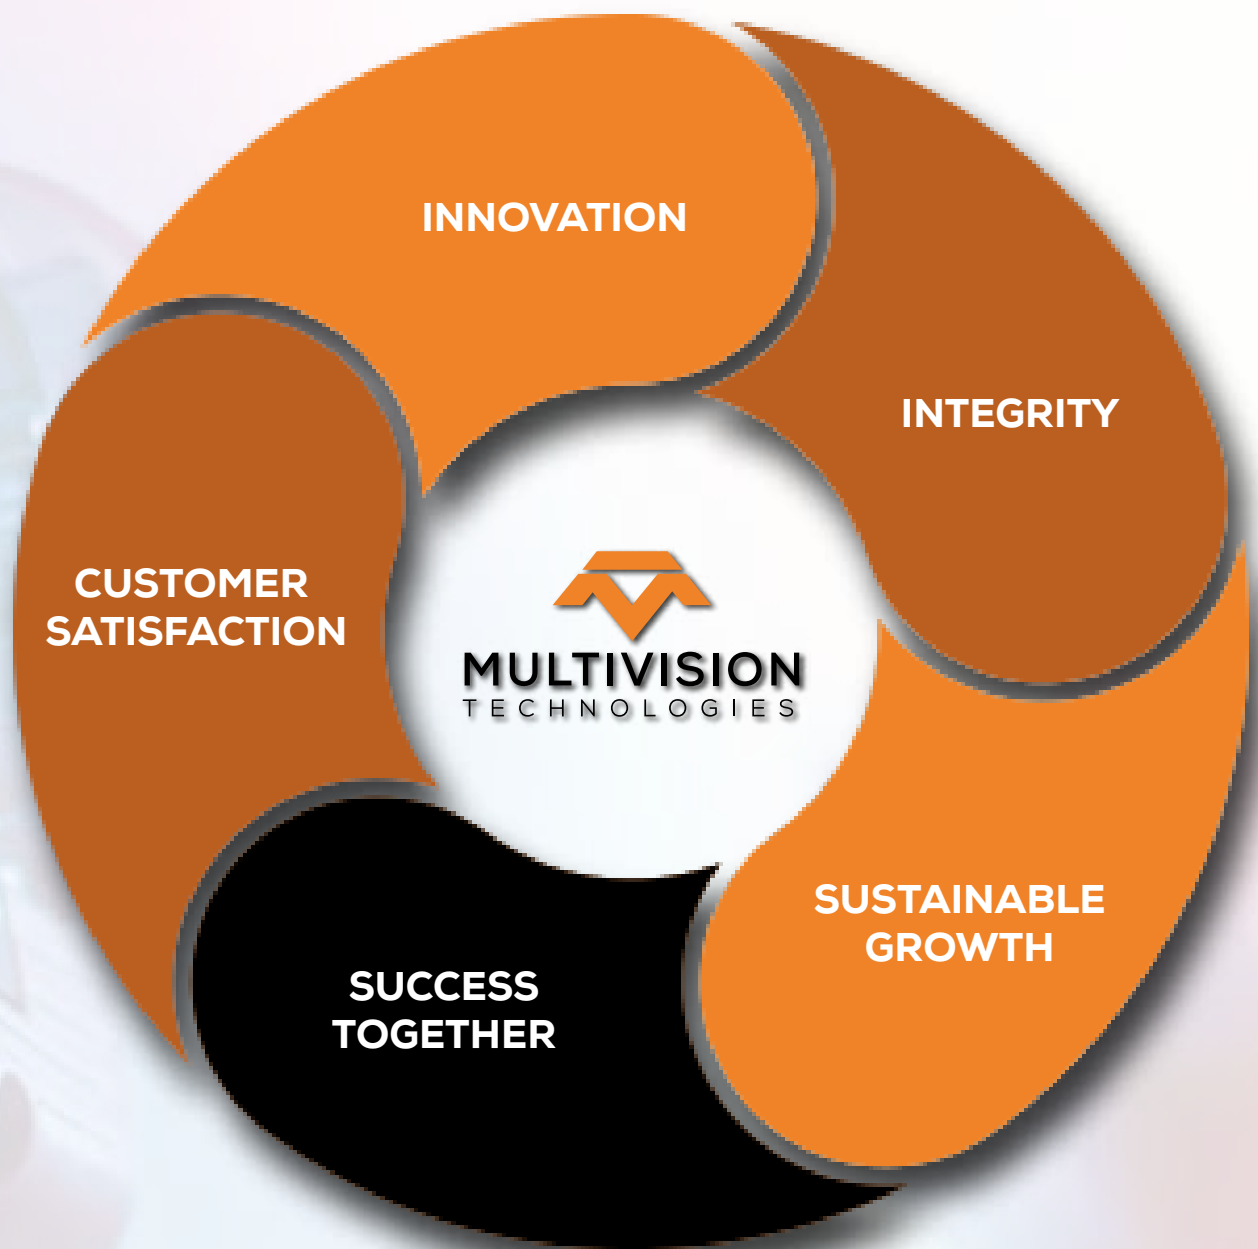 INNOVATION
INTEGRITY
CUSTOMER
SATISFACTION
MULTIVISION
TECHNOLOGIES
SUSTAINABLE
GROWTH
SUCCESS
TOGETHER